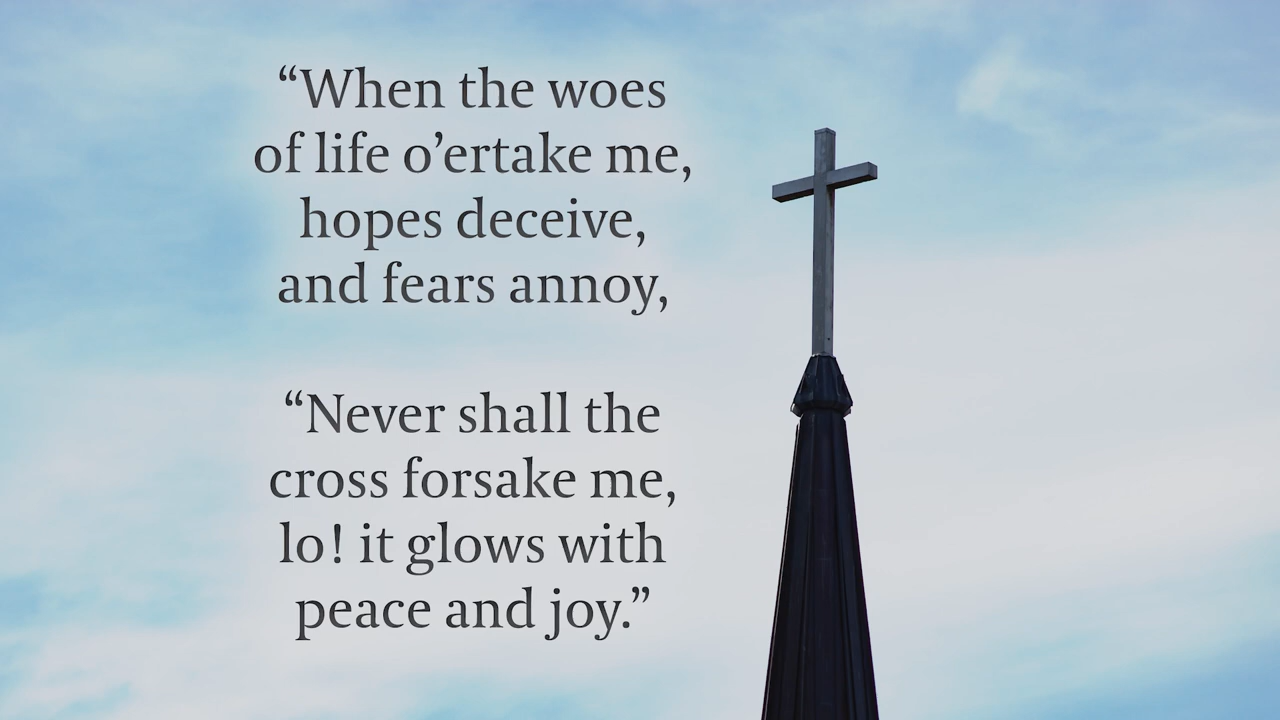 “When the woes
of life o’ertake me,
hopes deceive,
and fears annoy,
“Never shall the
cross forsake me,
lo! it glows with
peace and joy.”